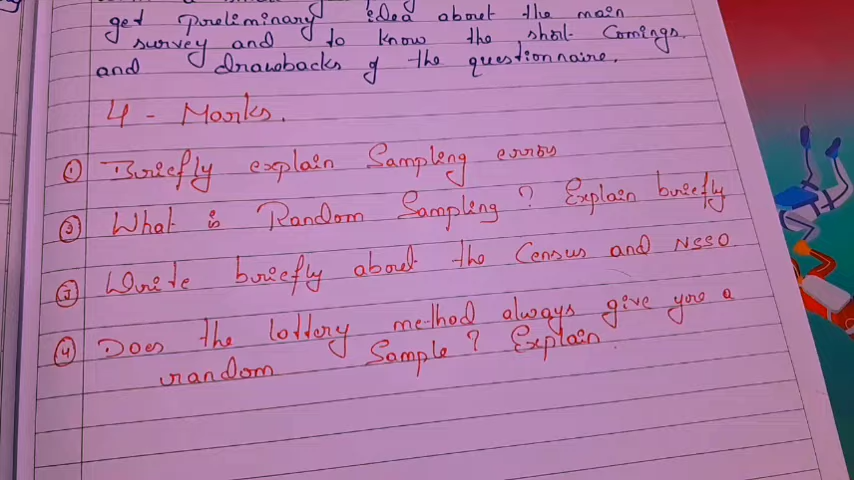 get preliminary idea about the main
survey and to know the short comings
and drawbacks of the questionnaire.
4 - Marks.
① Briefly explain Sampling errors
② What is Random Sampling ? Explain briefly
③ Write briefly about the Census and NSSO
④ Does the lottery method always give you a
random Sample ? Explain.